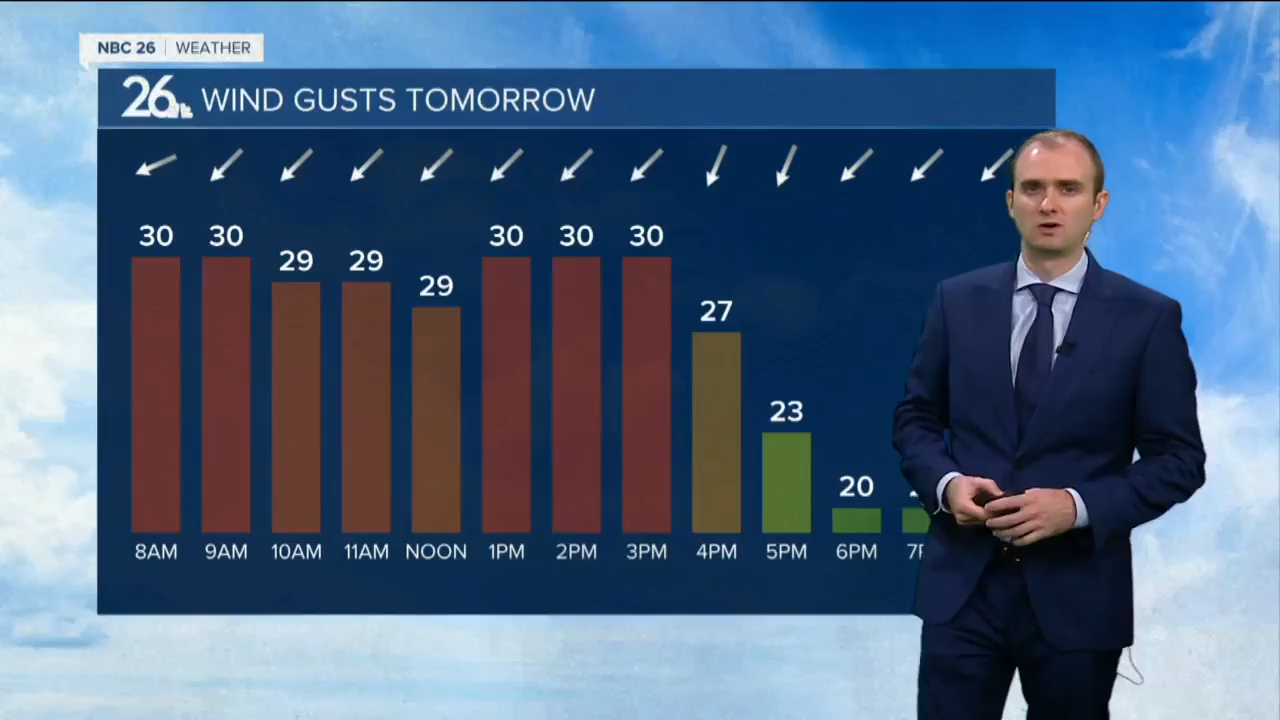 NBC 26 WEATHER
26 WIND GUSTS TOMORROW
30 30 29 29 29 30 30 30 27 23 20
8AM 9AM 10AM 11AM NOON 1PM 2PM 3PM 4PM 5PM 6PM